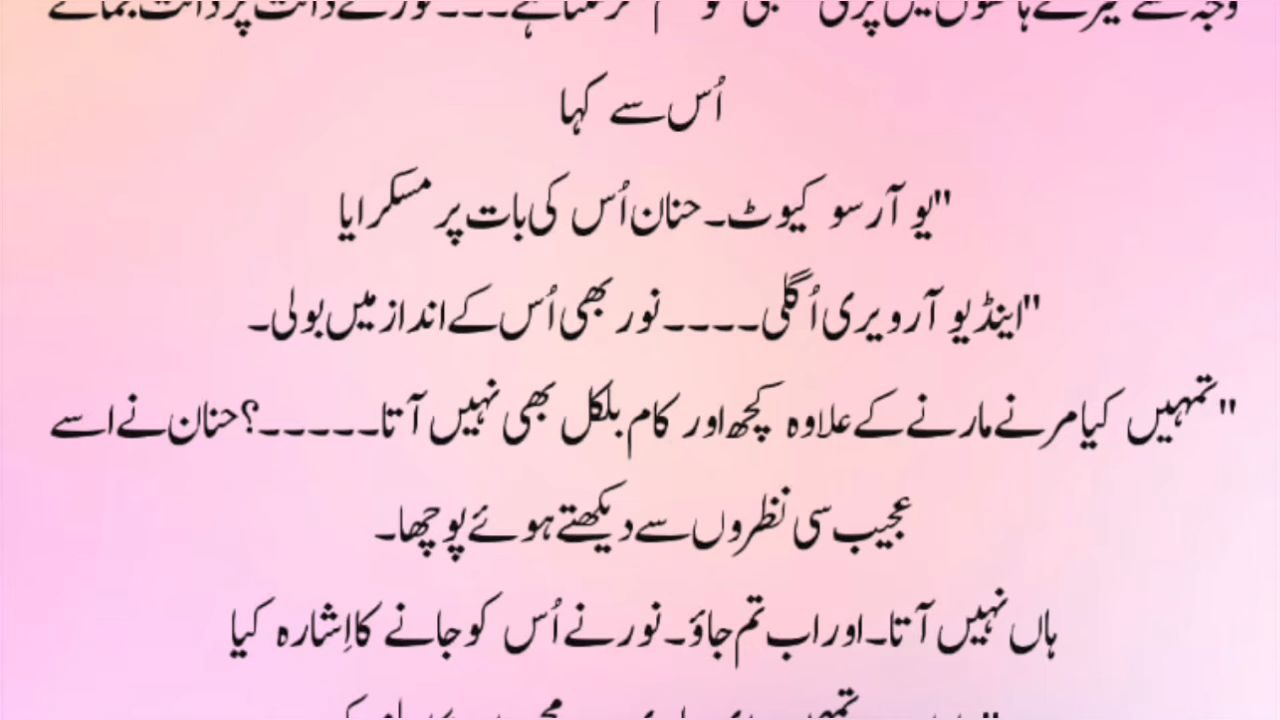 اُس سے کہا
"یو آر سو کیوٹ۔حنان اُس کی بات پر مسکرایا
"اینڈ یو آر ویری اُگلی۔۔۔۔نور بھی اُس کے انداز میں بولی۔
"تمہیں کیا مرنے مارنے کے علاوہ کچھ اور کام بلکل بھی نہیں آتا۔۔۔۔۔؟حنان نے اسے
عجیب سی نظروں سے دیکھتے ہوئے پوچھا۔
ہاں نہیں آتا۔اور اب تم جاؤ۔نور نے اُس کو جانے کا اِشارہ کیا